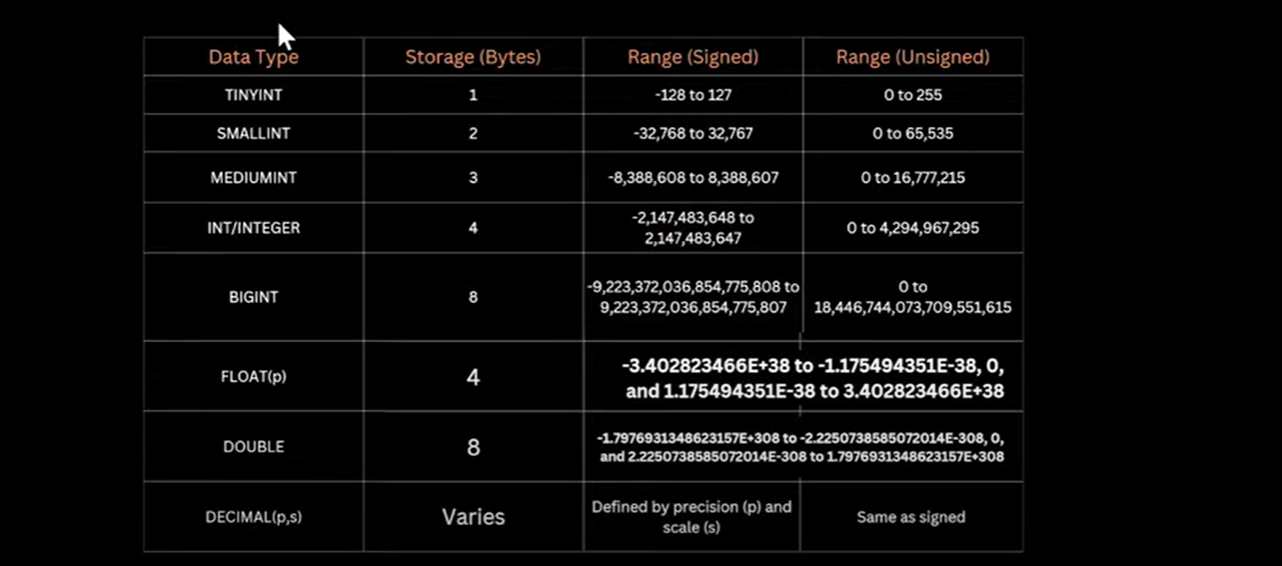 Data Type Storage (Bytes) Range (Signed) Range (Unsigned)
TINYINT 1 -128 to 127 0 to 255
SMALLINT 2 -32,768 to 32,767 0 to 65,535
MEDIUMINT 3 -8,388,608 to 8,388,607 0 to 16,777,215
INT/INTEGER 4 -2,147,483,648 to
2,147,483,647 0 to 4,294,967,295
BIGINT 8 -9,223,372,036,854,775,808 to
9,223,372,036,854,775,807 0 to
18,446,744,073,709,551,615
FLOAT(p) 4 -3.402823466E+38 to -1.175494351E-38, 0,
and 1.175494351E-38 to 3.402823466E+38
DOUBLE 8 -1.7976931348623157E+308 to -2.2250738585072014E-308, 0,
and 2.2250738585072014E-308 to 1.7976931348623157E+308
DECIMAL(p,s) Varies Defined by precision (p) and
scale (s) Same as signed